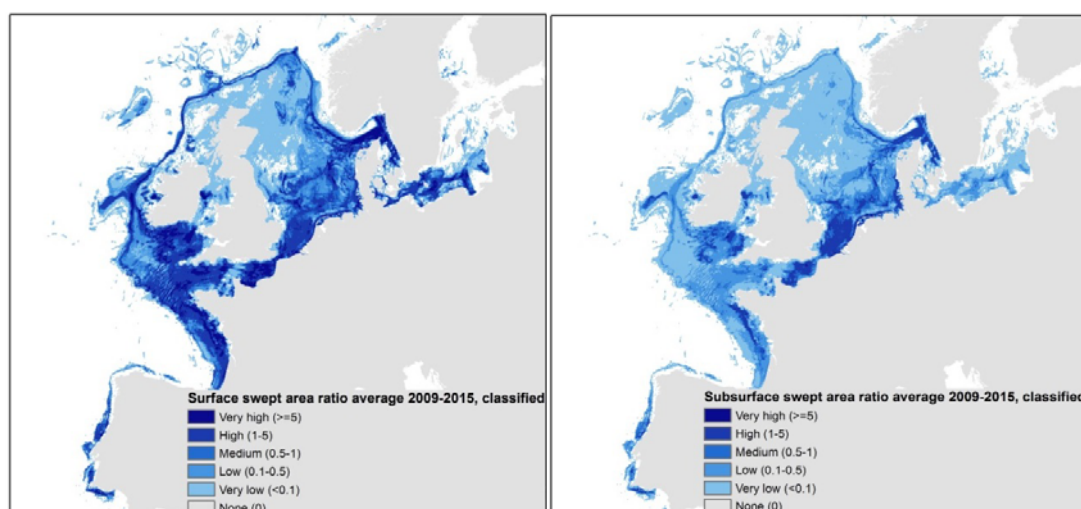 Surface swept area ratio average 2009-2015, classified
Very high (>=5)
High (1-5)
Medium (0.5-1)
Low (0.1-0.5)
Very low (<0.1)
None (0)
Subsurface swept area ratio average 2009-2015, classified
Very high (>=5)
High (1-5)
Medium (0.5-1)
Low (0.1-0.5)
Very low (<0.1)
None (0)